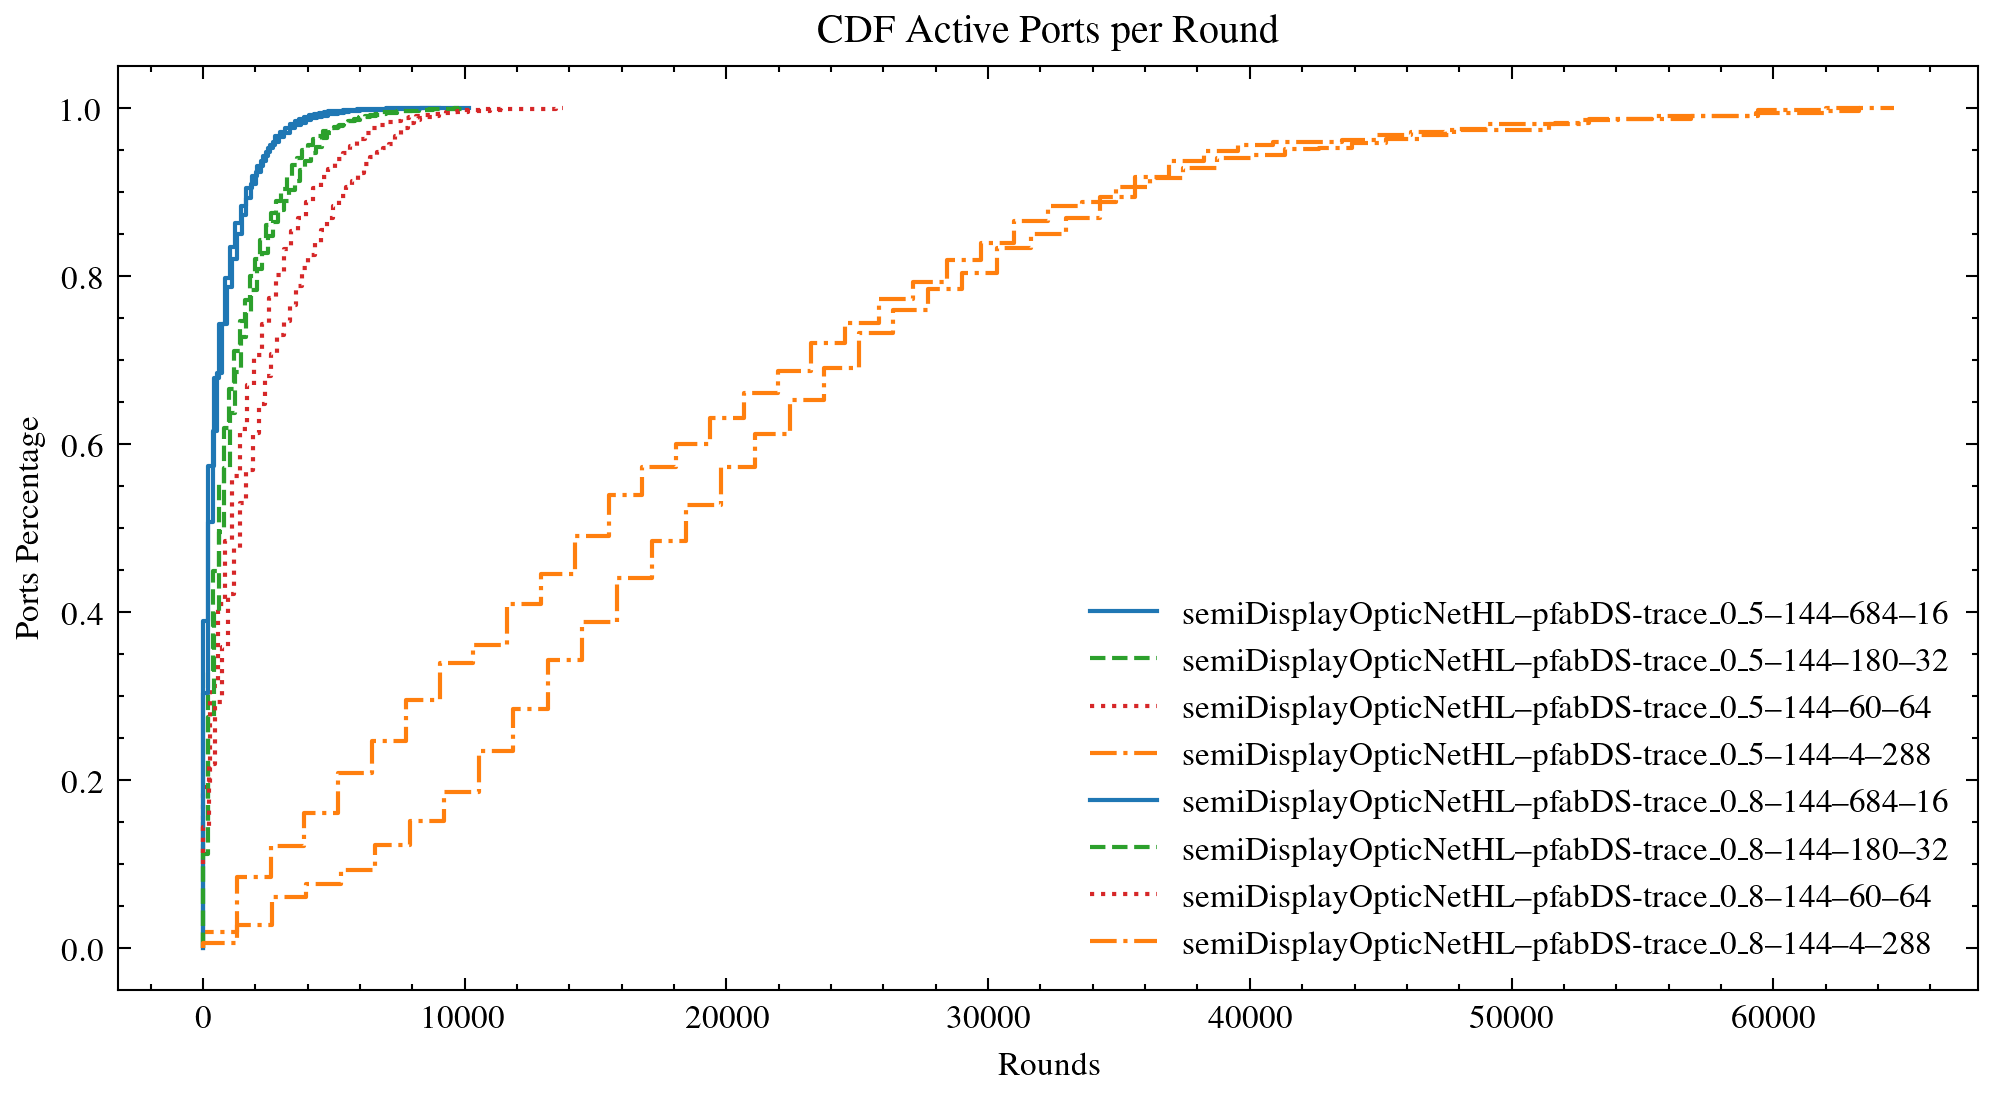 CDF Active Ports per Round
1.0
0.8
0.6
0.4
0.2
0.0
Ports Percentage
semiDisplayOpticNetHL–pfabDS-trace_0_5–144–684–16
semiDisplayOpticNetHL–pfabDS-trace_0_5–144–180–32
semiDisplayOpticNetHL–pfabDS-trace_0_5–144–60–64
semiDisplayOpticNetHL–pfabDS-trace_0_5–144–4–288
semiDisplayOpticNetHL–pfabDS-trace_0_8–144–684–16
semiDisplayOpticNetHL–pfabDS-trace_0_8–144–180–32
semiDisplayOpticNetHL–pfabDS-trace_0_8–144–60–64
semiDisplayOpticNetHL–pfabDS-trace_0_8–144–4–288
0 10000 20000 30000 40000 50000 60000
Rounds